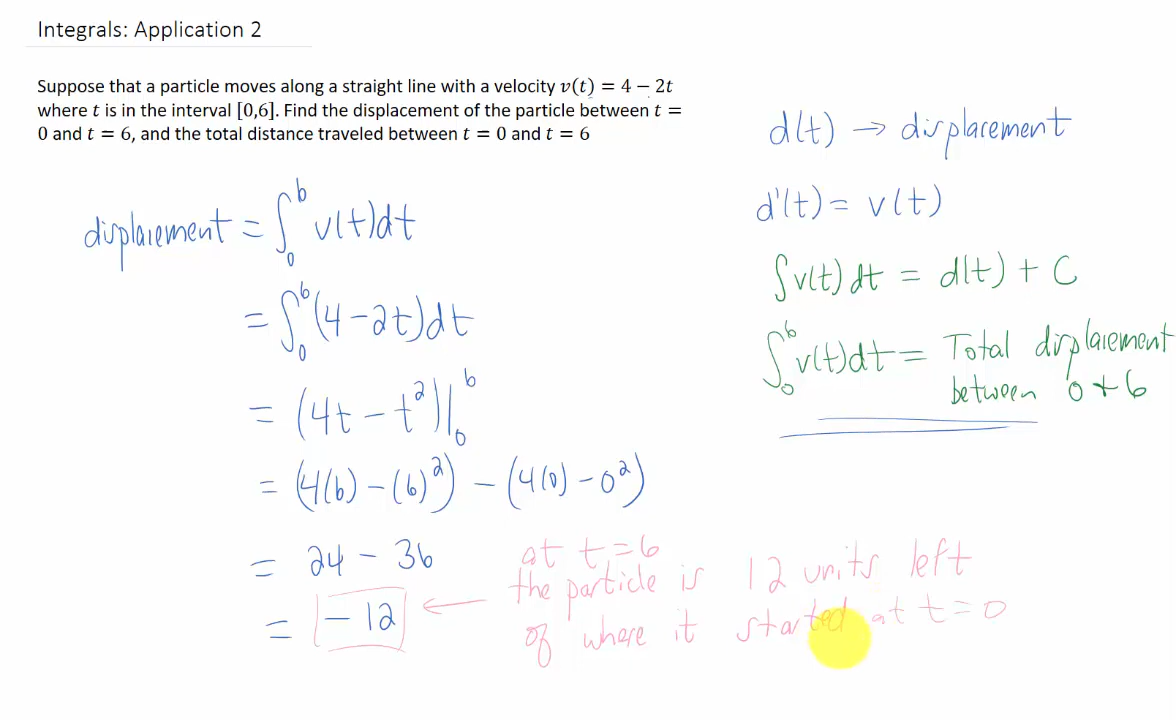 Integrals: Application 2
Suppose that a particle moves along a straight line with a velocity v(t) = 4 − 2t
where t is in the interval [0,6]. Find the displacement of the particle between t =
0 and t = 6, and the total distance traveled between t = 0 and t = 6
displacement = ∫₀⁶ v(t)dt
= ∫₀⁶ (4-2t)dt
= (4t - t²)|₀⁶
= (4(6) - (6)²) - (4(0) - 0²)
= 24 - 36
= -12
at t=6
the particle is 12 units left
of where it started at t=0
d(t) → displacement
d'(t) = v(t)
∫v(t)dt = d(t) + C
∫₀⁶ v(t)dt = Total displacement
between 0 + 6